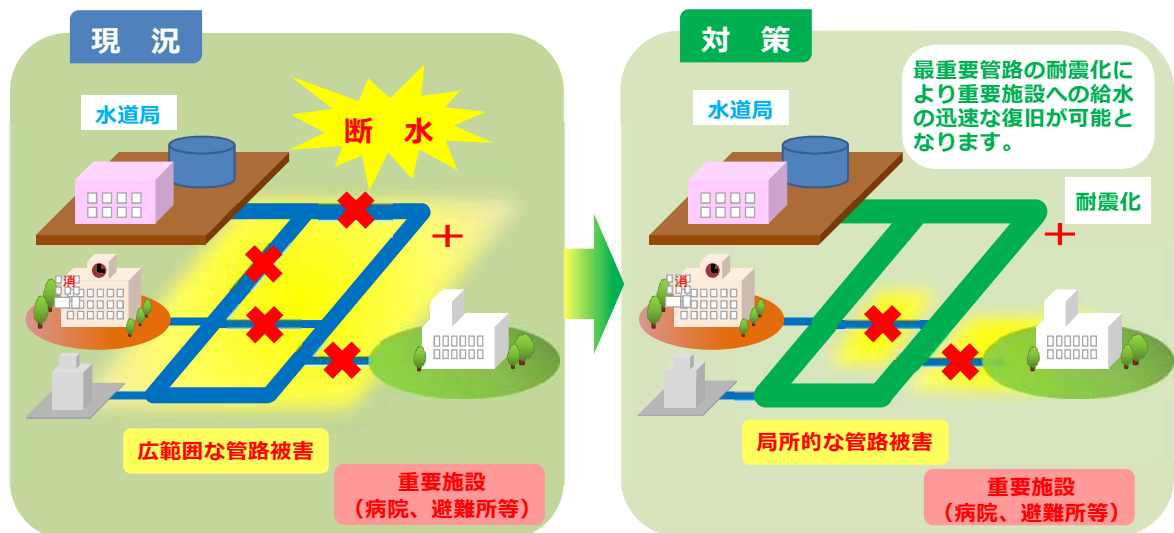 現　況
水道局
断　水
消
広範囲な管路被害
重要施設
（病院、避難所等）
対　策
最重要管路の耐震化に
より重要施設への給水
の迅速な復旧が可能と
なります。
水道局
耐震化
消
局所的な管路被害
重要施設
（病院、避難所等）